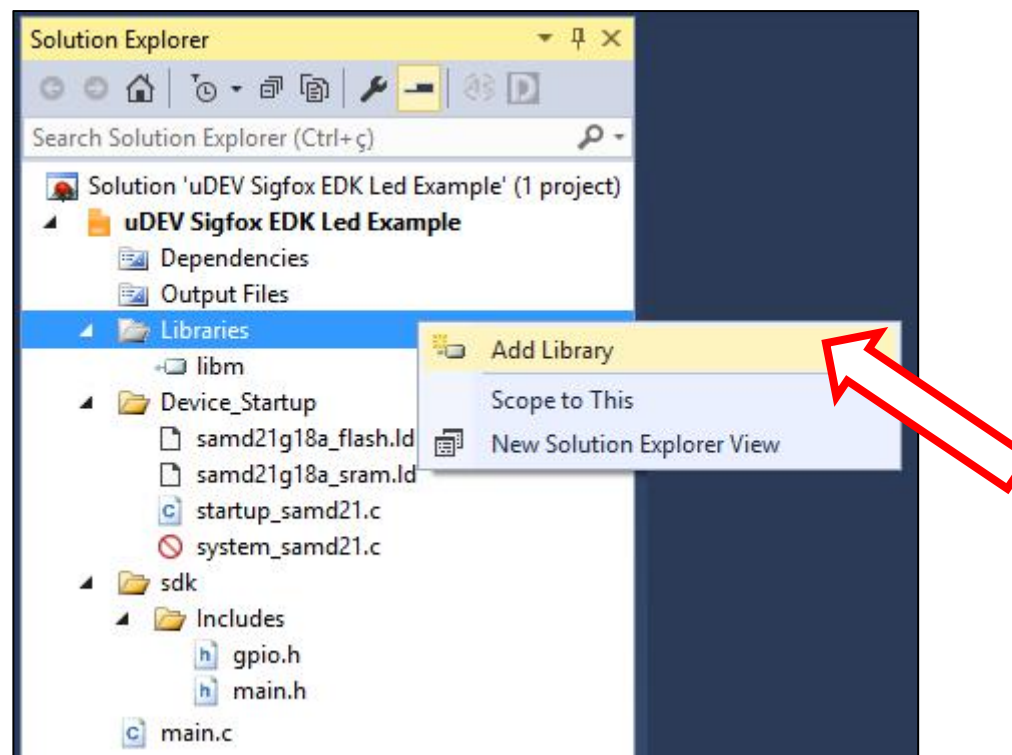 Solution Explorer
Search Solution Explorer (Ctrl+ç)
Solution 'uDEV Sigfox EDK Led Example' (1 project)
uDEV Sigfox EDK Led Example
Dependencies
Output Files
Libraries
Add Library
libm
Scope to This
Device_Startup
samd21g18a_flash.ld
New Solution Explorer View
samd21g18a_sram.ld
startup_samd21.c
system_samd21.c
sdk
Includes
gpio.h
main.h
main.c